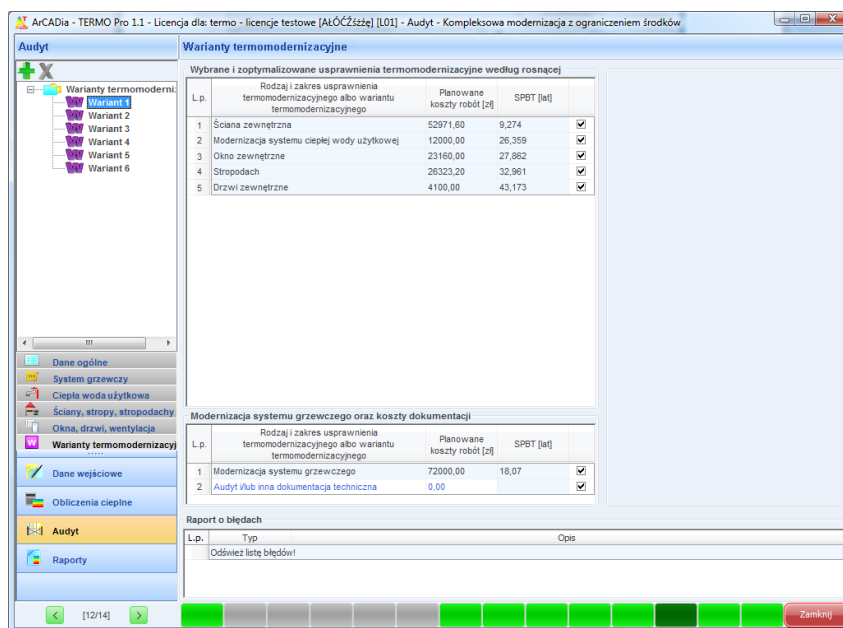 ArCADia - TERMO Pro 1.1 - Licencja dla: termo - licencje testowe [AŁÓĆŹśżźę] [L01] - Audyt - Kompleksowa modernizacja z ograniczeniem środków
Audyt
Warianty termomoderni:
Wariant 1
Wariant 2
Wariant 3
Wariant 4
Wariant 5
Wariant 6
Dane ogólne
System grzewczy
Ciepła woda użytkowa
Ściany, stropy, stropodachy
Okna, drzwi, wentylacja
Warianty termomodernizacyj
Dane wejściowe
Obliczenia cieplne
Audyt
Raporty
[12/14]
Warianty termomodernizacyjne
Wybrane i zoptymalizowane usprawnienia termomodernizacyjne według rosnącej
L.p. Rodzaj i zakres usprawnienia termomodernizacyjnego albo wariantu termomodernizacyjnego Planowane koszty robót [zł] SPBT [lat]
1 Ściana zewnętrzna 52971,60 9,274
2 Modernizacja systemu ciepłej wody użytkowej 12000,00 26,359
3 Okno zewnętrzne 23160,00 27,862
4 Stropodach 26323,20 32,961
5 Drzwi zewnętrzne 4100,00 43,173
Modernizacja systemu grzewczego oraz koszty dokumentacji
L.p. Rodzaj i zakres usprawnienia termomodernizacyjnego albo wariantu termomodernizacyjnego Planowane koszty robót [zł] SPBT [lat]
1 Modernizacja systemu grzewczego 72000,00 18,07
2 Audyt i/lub inna dokumentacja techniczna 0,00
Raport o błędach
L.p. Typ Opis
Odśwież listę błędów!
Zamknij